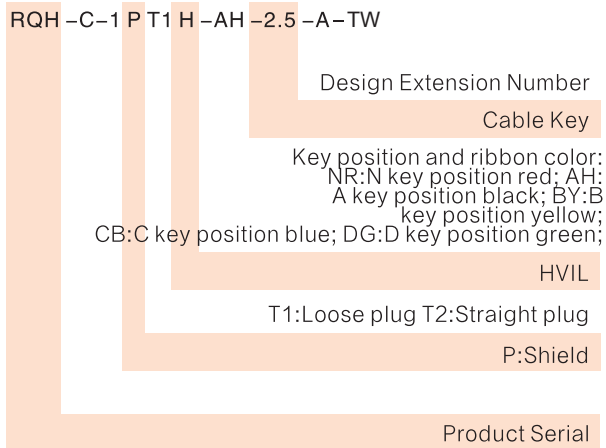 RQH-C-1PT1H-AH-2.5-A-TW
Design Extension Number
Cable Key
Key position and ribbon color:
NR:N key position red; AH:
A key position black; BY:B
key position yellow;
CB:C key position blue; DG:D key position green;
HVIL
T1:Loose plug T2:Straight plug
P:Shield
Product Serial